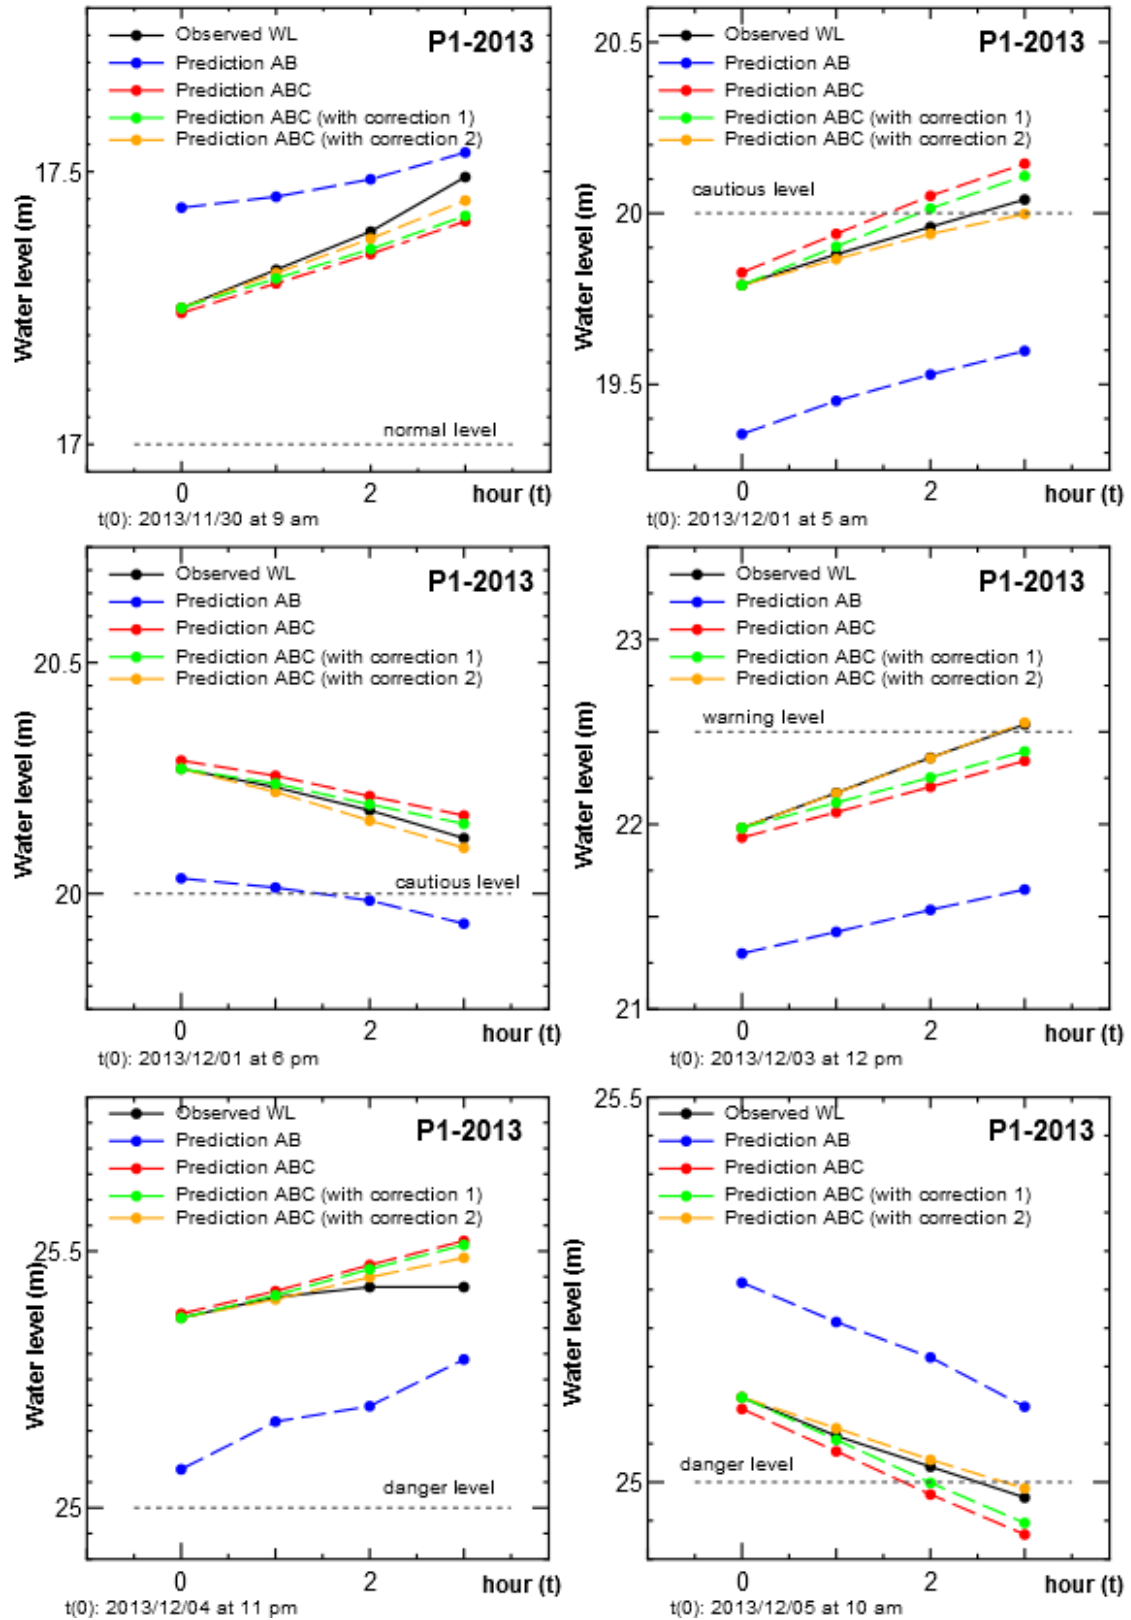 Observed WL
P1-2013
Prediction AB
Prediction ABC
Prediction ABC (with correction 1)
Prediction ABC (with correction 2)
17.5
Water level (m)
normal level
17
0
2
hour (t)
t(0): 2013/11/30 at 9 am
20.5
Observed WL
P1-2013
Prediction AB
Prediction ABC
Prediction ABC (with correction 1)
Prediction ABC (with correction 2)
cautious level
20
Water level (m)
19.5
0
2
hour (t)
t(0): 2013/12/01 at 5 am
Observed WL
P1-2013
Prediction AB
Prediction ABC
20.5
Prediction ABC (with correction 1)
Prediction ABC (with correction 2)
Water level (m)
cautious level
20
0
2
hour (t)
t(0): 2013/12/01 at 6 pm
Observed WL
P1-2013
Prediction AB
Prediction ABC
23
Prediction ABC (with correction 1)
Prediction ABC (with correction 2)
warning level
Water level (m)
22
21
0
2
hour (t)
t(0): 2013/12/03 at 12 pm
Observed WL
P1-2013
Prediction AB
Prediction ABC
Prediction ABC (with correction 1)
Prediction ABC (with correction 2)
25.5
Water level (m)
danger level
25
0
2
hour (t)
t(0): 2013/12/04 at 11 pm
25.5
Observed WL
P1-2013
Prediction AB
Prediction ABC
Prediction ABC (with correction 1)
Prediction ABC (with correction 2)
Water level (m)
danger level
25
0
2
hour (t)
t(0): 2013/12/05 at 10 am